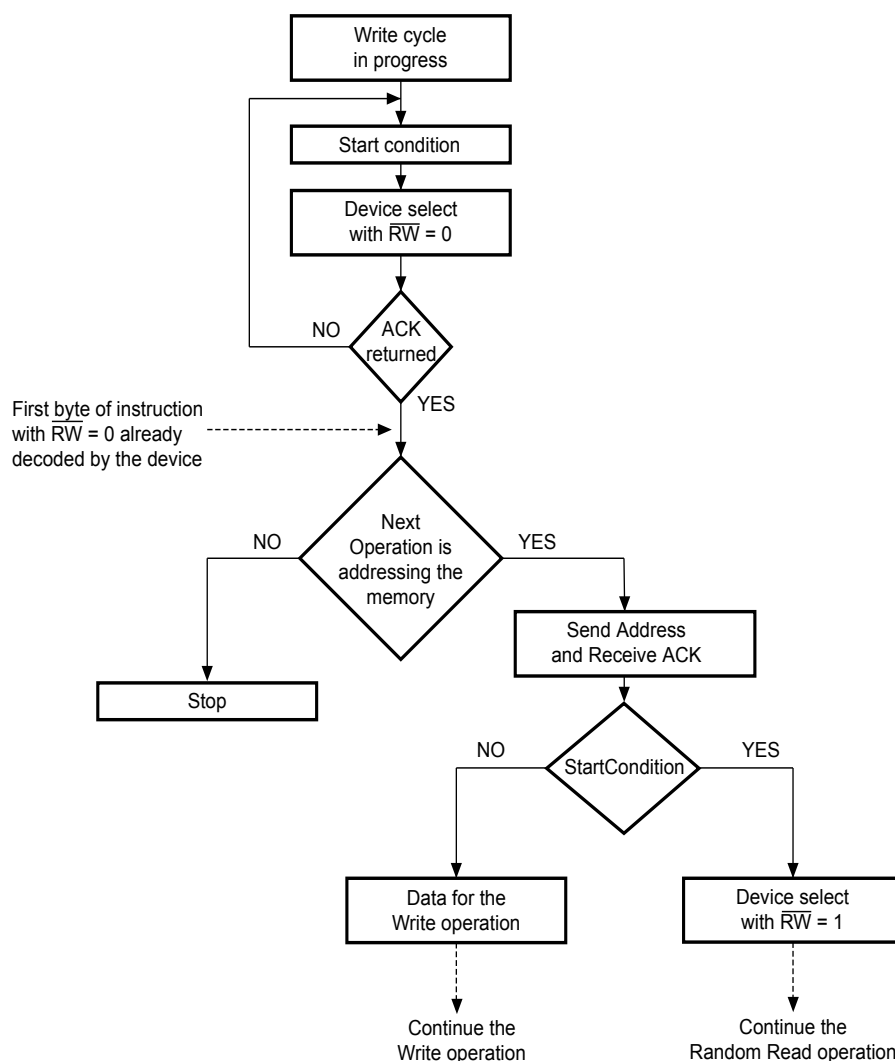 Write cycle
in progress
Start condition
Device select
with R̅W̅ = 0
NO
ACK
returned
YES
First byte of instruction
with R̅W̅ = 0 already
decoded by the device
NO
Next
Operation is
addressing the
memory
YES
Send Address
and Receive ACK
Stop
NO
StartCondition
YES
Data for the
Write operation
Device select
with R̅W̅ = 1
Continue the
Write operation
Continue the
Random Read operation